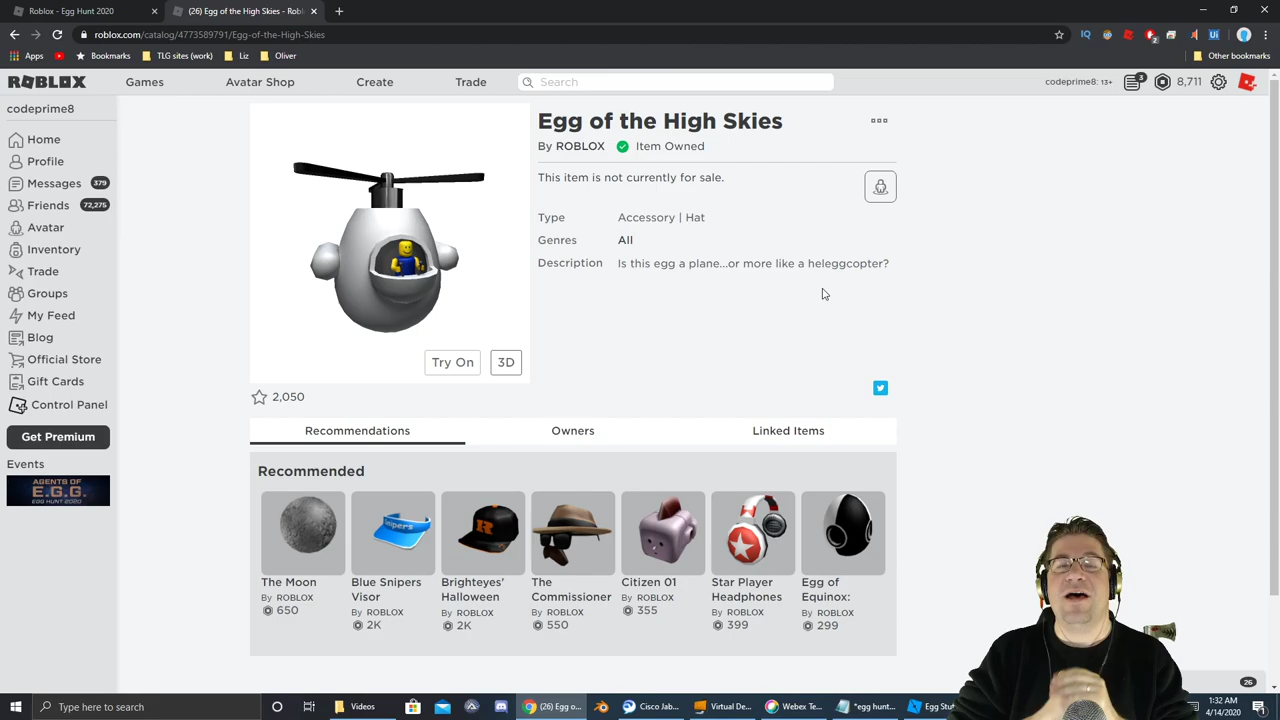 Roblox - Egg Hunt 2020
(26) Egg of the High Skies - Robl
roblox.com/catalog/4773589791/Egg-of-the-High-Skies
Apps
Bookmarks
TLG sites (work)
Liz
Oliver
Other bookmarks
ROBLOX
Games
Avatar Shop
Create
Trade
Search
codeprime8: 13+
3
8,711
codeprime8
Home
Profile
Messages 379
Friends 72,275
Avatar
Inventory
Trade
Groups
My Feed
Blog
Official Store
Gift Cards
Control Panel
Get Premium
Events
AGENTS OF
E.G.G.
EGG HUNT 2020
Egg of the High Skies
By ROBLOX Item Owned
This item is not currently for sale.
Type Accessory | Hat
Genres All
Description Is this egg a plane...or more like a heleggcopter?
Try On
3D
2,050
Recommendations
Owners
Linked Items
Recommended
Snipers
R
The Moon
By ROBLOX
650
Blue Snipers
Visor
By ROBLOX
2K
Brighteyes'
Halloween
By ROBLOX
2K
The
Commissioner
By ROBLOX
550
Citizen 01
By ROBLOX
355
Star Player
Headphones
By ROBLOX
399
Egg of
Equinox:
By ROBLOX
299
26
Type here to search
Videos
(26) Egg o...
Cisco Jab...
Virtual De...
Webex Te...
*egg hunt...
Egg Stu
1:32 AM
4/14/2020